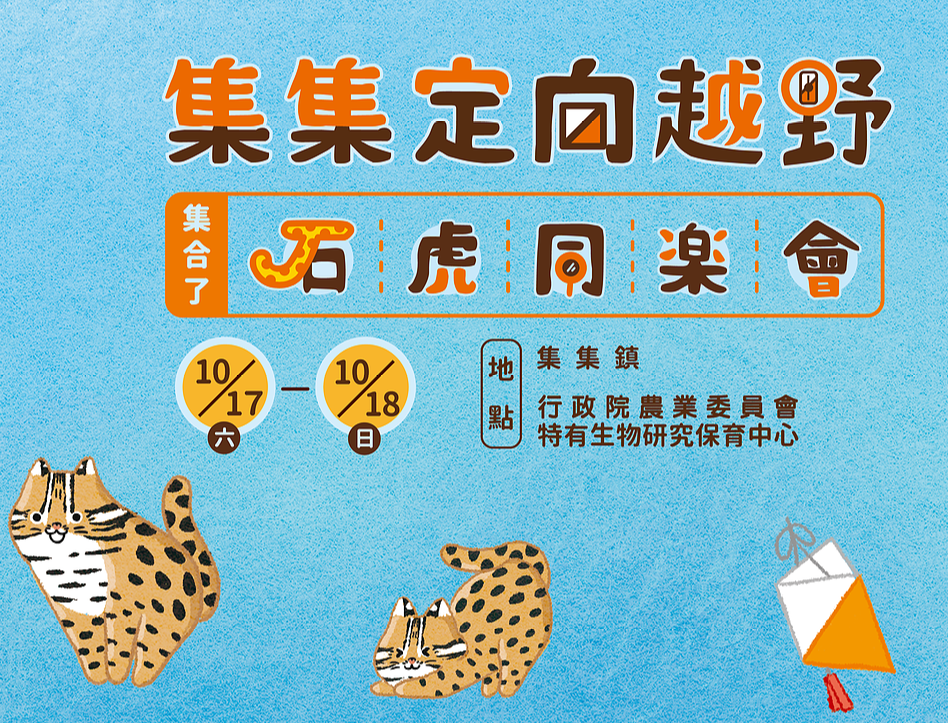 集集定向越野
集合了
石虎同楽會
10/17
六
—
10/18
日
地點
集集鎮
行政院農業委員會
特有生物研究保育中心